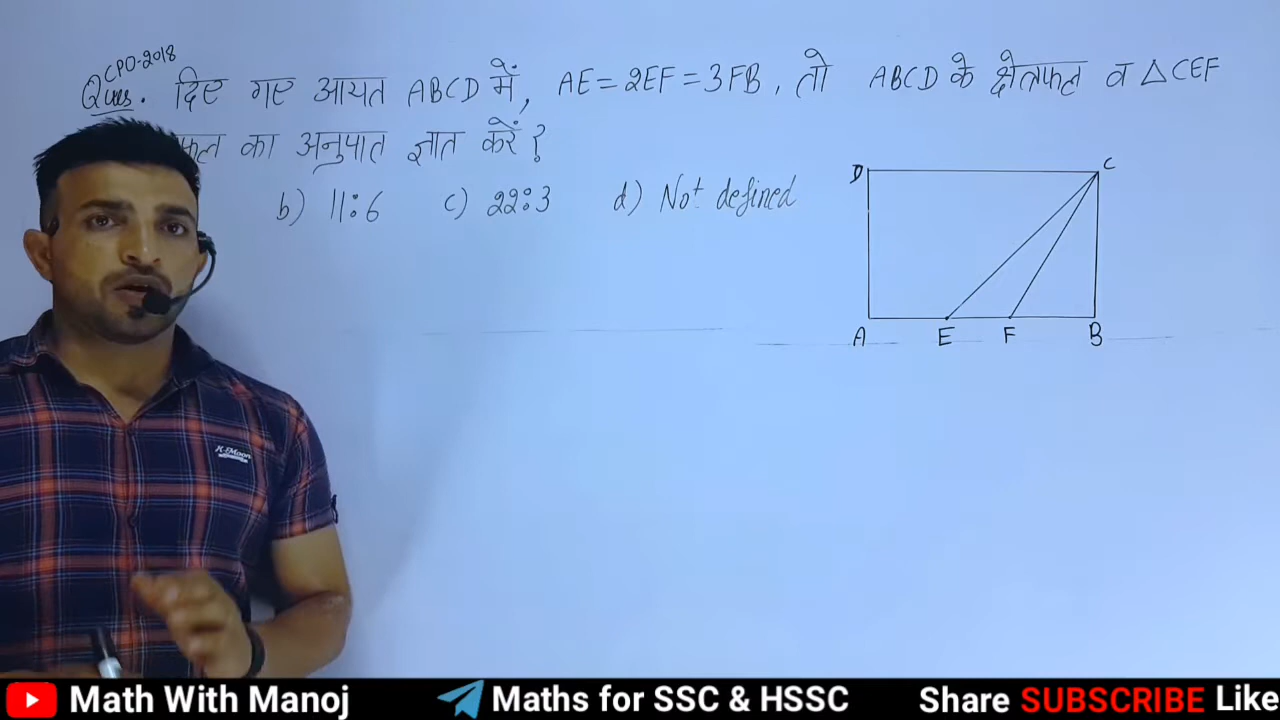 CPO-2018
Ques. दिए गए आयत ABCD में, AE = 2EF = 3FB, तो ABCD के क्षेत्रफल व △CEF
का अनुपात ज्ञात करें ?
b) 11:6 c) 22:3 d) Not defined
D C
A E F B
K-Moon
Math With Manoj Maths for SSC & HSSC Share SUBSCRIBE Like